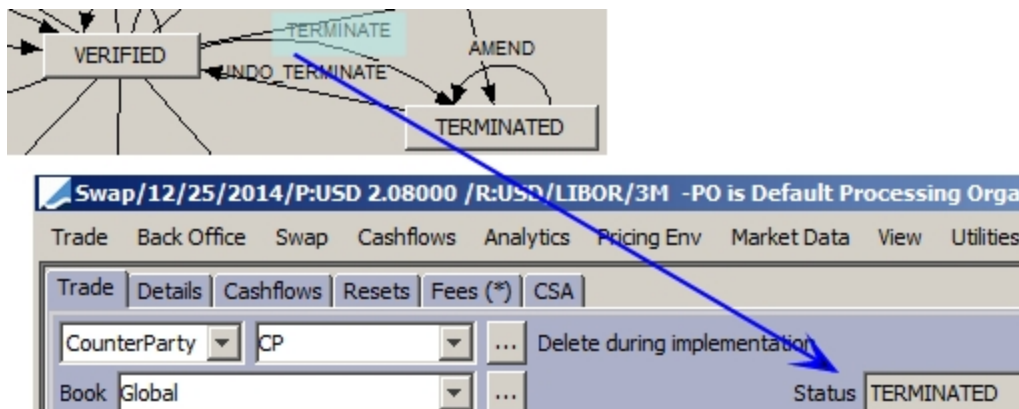 TERMINATE
VERIFIED
AMEND
UNDO_TERMINATE
TERMINATED
Swap/12/25/2014/P:USD 2.08000 /R:USD/LIBOR/3M -PO is Default Processing Orga
Trade Back Office Swap Cashflows Analytics Pricing Env Market Data View Utilities
Trade Details Cashflows Resets Fees (*) CSA
CounterParty CP ... Delete during implementation
Book Global ... Status TERMINATED